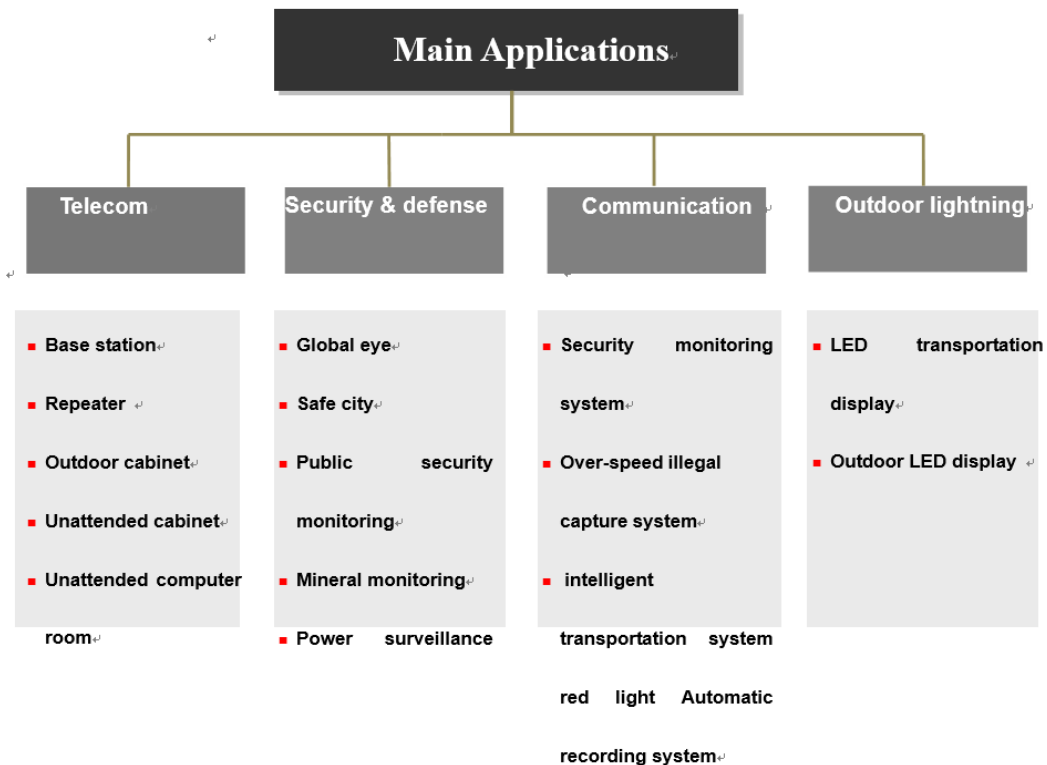 Main Applications
Telecom
Security & defense
Communication
Outdoor lightning
Base station
Repeater
Outdoor cabinet
Unattended cabinet
Unattended computer
room
Global eye
Safe city
Public security
monitoring
Mineral monitoring
Power surveillance
Security monitoring
system
Over-speed illegal
capture system
intelligent
transportation system
red light Automatic
recording system
LED transportation
display
Outdoor LED display